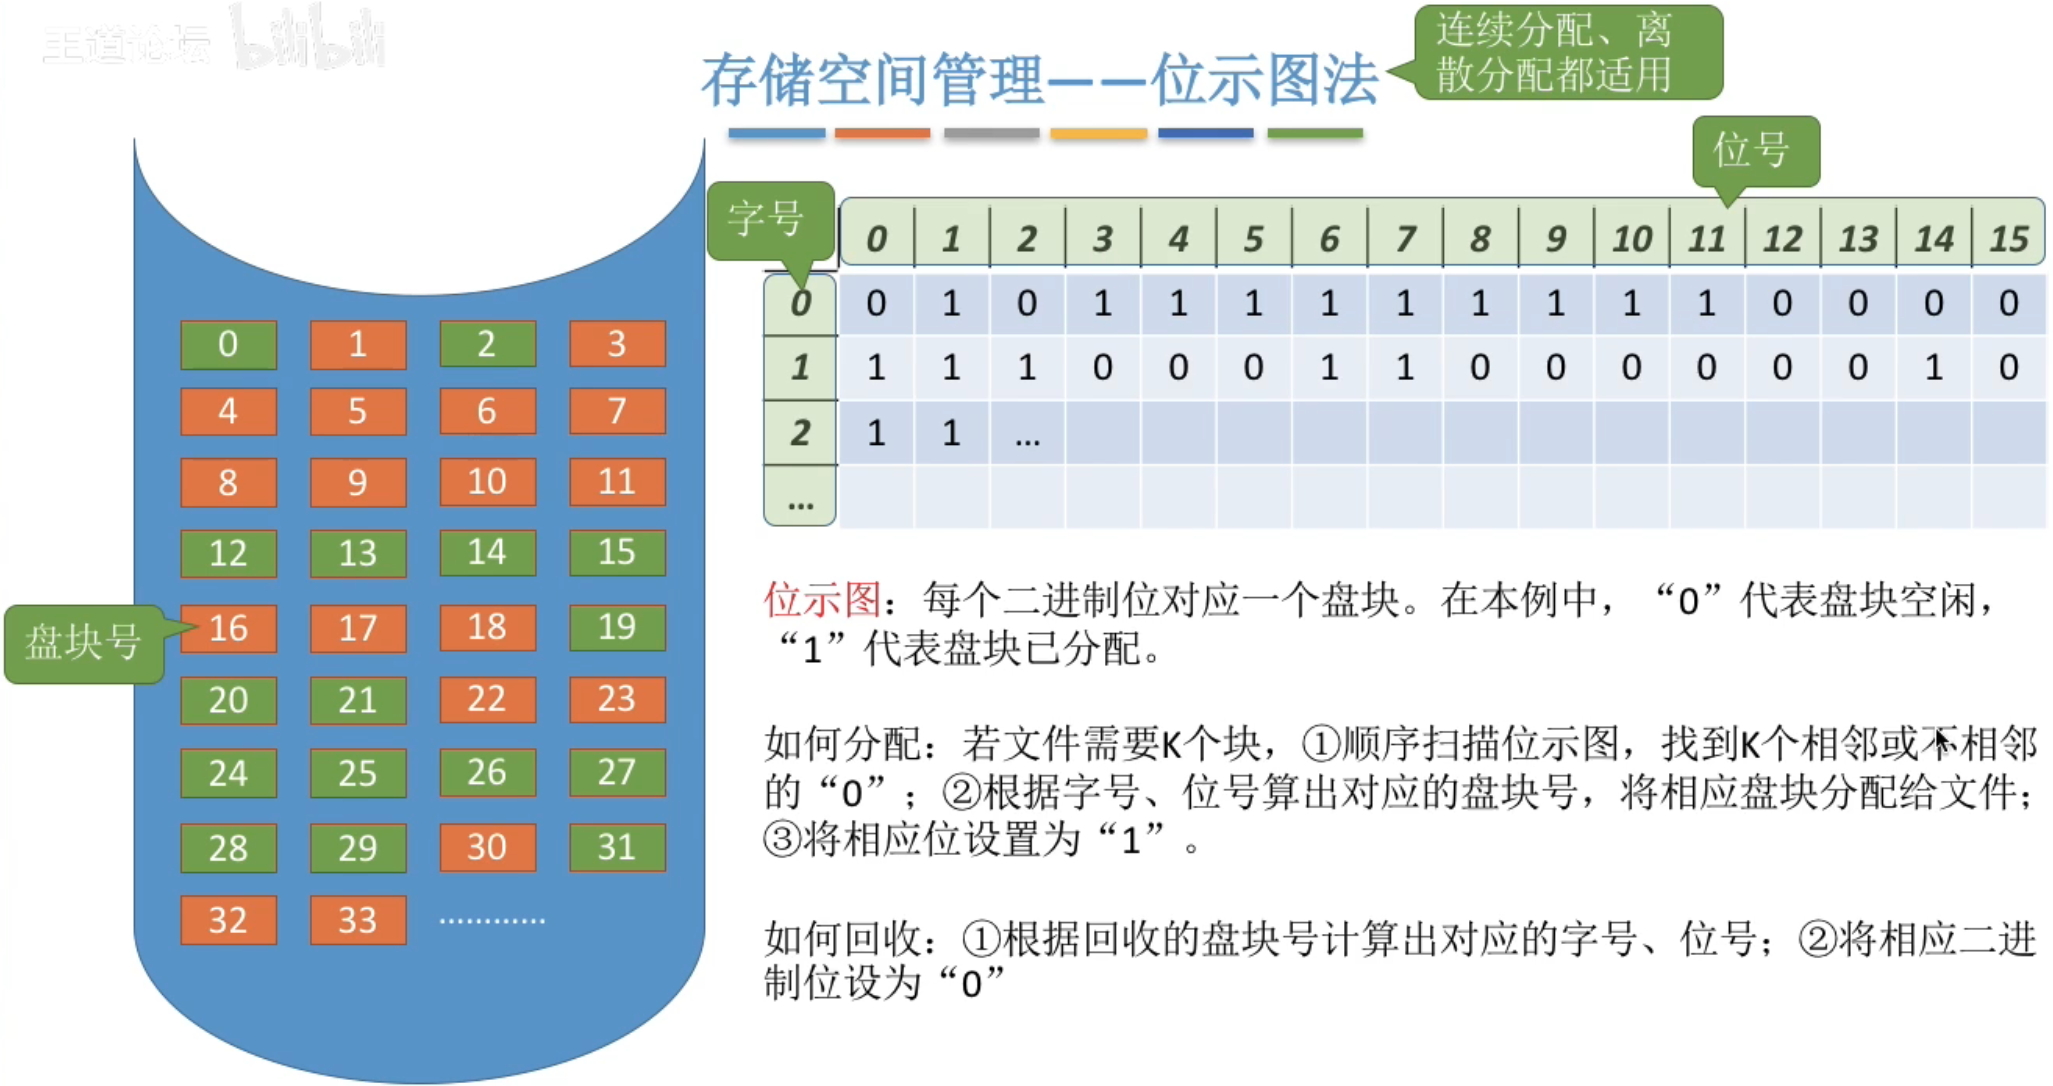 王道论坛 bilibili
存储空间管理——位示图法
连续分配、离
散分配都适用
位号
字号
0 1 2 3 4 5 6 7 8 9 10 11 12 13 14 15
0 0 1 0 1 1 1 1 1 1 1 1 1 0 0 0 0
1 1 1 1 0 0 0 1 1 0 0 0 0 0 0 1 0
2 1 1 …
…
盘块号
0 1 2 3
4 5 6 7
8 9 10 11
12 13 14 15
16 17 18 19
20 21 22 23
24 25 26 27
28 29 30 31
32 33 …………
位示图：每个二进制位对应一个盘块。在本例中，“0”代表盘块空闲，
“1”代表盘块已分配。
如何分配：若文件需要K个块，①顺序扫描位示图，找到K个相邻或不相邻
的“0”；②根据字号、位号算出对应的盘块号，将相应盘块分配给文件；
③将相应位设置为“1”。
如何回收：①根据回收的盘块号计算出对应的字号、位号；②将相应二进
制位设为“0”